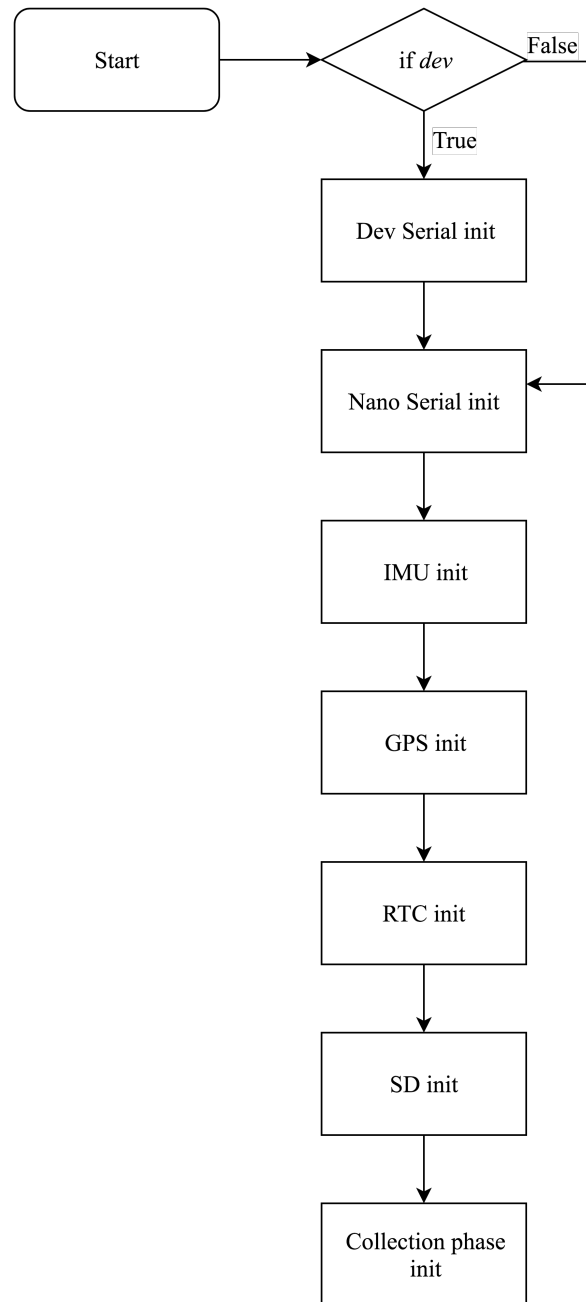 Start
if dev
False
True
Dev Serial init
Nano Serial init
IMU init
GPS init
RTC init
SD init
Collection phase
init